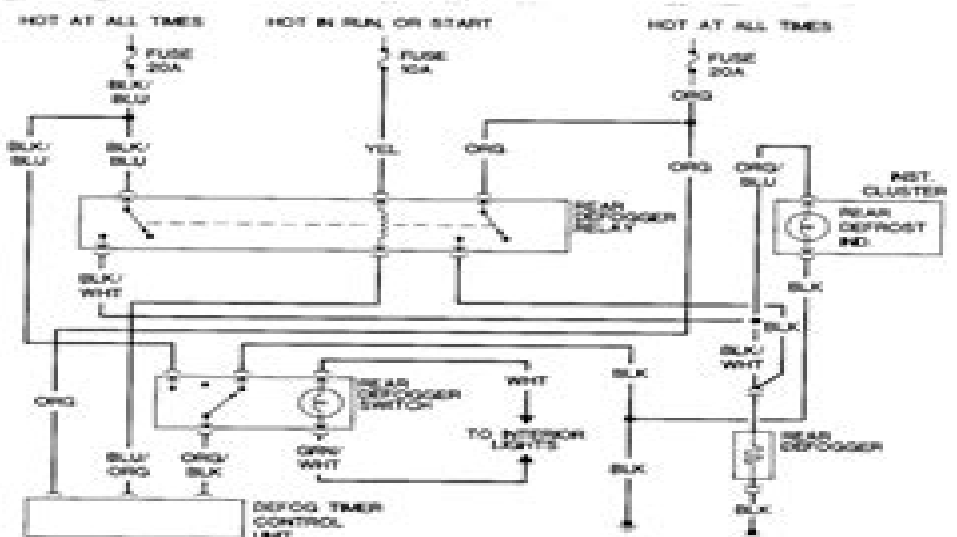 HOT AT ALL TIMES
HOT IN RUN, OR START
HOT AT ALL TIMES
FUSE
20A
FUSE
10A
FUSE
20A
BLK/
BLU
ORG
BLK/
BLU
BLK/
BLU
YEL
ORG
ORG
ORG/
BLU
INST.
CLUSTER
REAR
DEFOGGER
RELAY
REAR
DEFROST
IND.
BLK/
WHT
BLK
BLK
BLK/
WHT
ORG
REAR
DEFOGGER
SWITCH
WHT
BLK
TO INTERIOR
LIGHTS
REAR
DEFOGGER
BLU/
ORG
ORG/
BLK
GRN/
WHT
BLK
BLK
DEFOG TIMER
CONTROL
UNIT